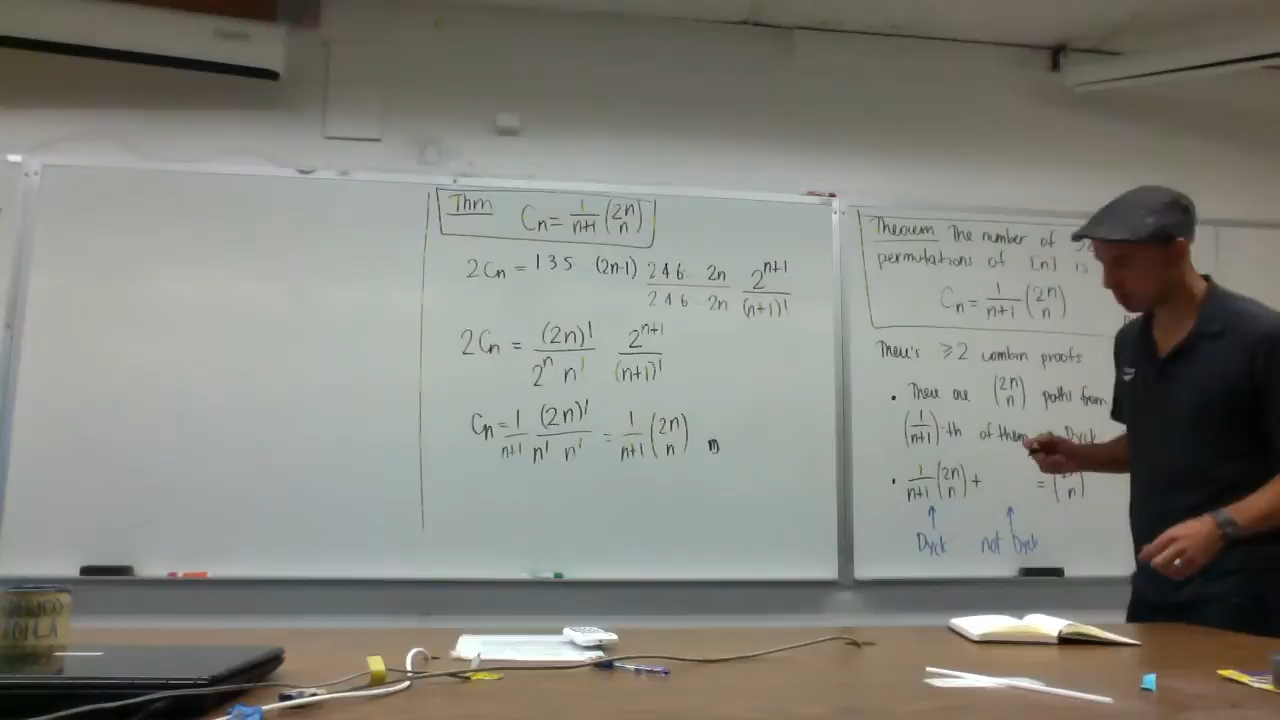 Thm Cn = 1/(n+1) (2n n)
2Cn = 1 3 5 .. (2n-1) (2 4 6 .. 2n)/(2 4 6 .. 2n) 2^(n+1)/(n+1)!
2Cn = (2n)!/(2^n n!) 2^(n+1)/(n+1)!
Cn = 1/(n+1) (2n)!/(n! n!) = 1/(n+1) (2n n)
Theorem The number of
permutations of [n] is
Cn = 1/(n+1) (2n n)
There's ⩾2 combin proofs
• There are (2n n) paths from
(1/(n+1))-th of them Dyck
• 1/(n+1) (2n n) + = (2n n)
↑ ↑
Dyck not Dyck